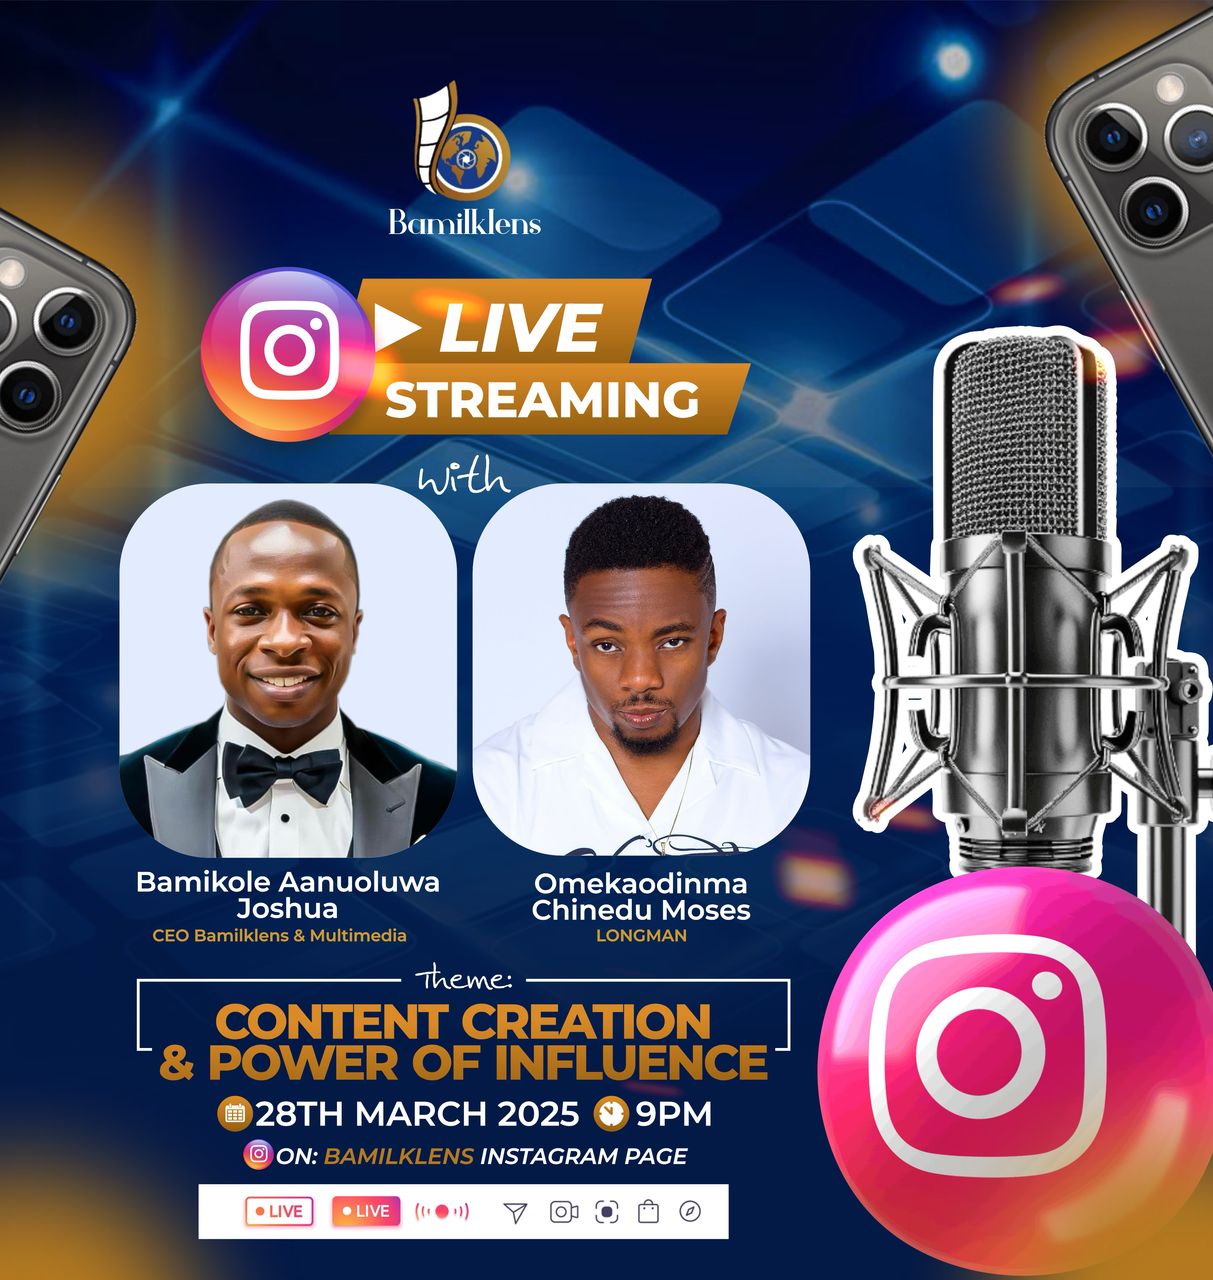 Bamilklens
LIVE
STREAMING
with
Bamikole Aanuoluwa
Joshua
CEO Bamilklens & Multimedia
Omekaodinma
Chinedu Moses
LONGMAN
Theme:
CONTENT CREATION
& POWER OF INFLUENCE
28TH MARCH 2025 9PM
ON: BAMILKLENS INSTAGRAM PAGE
LIVE LIVE